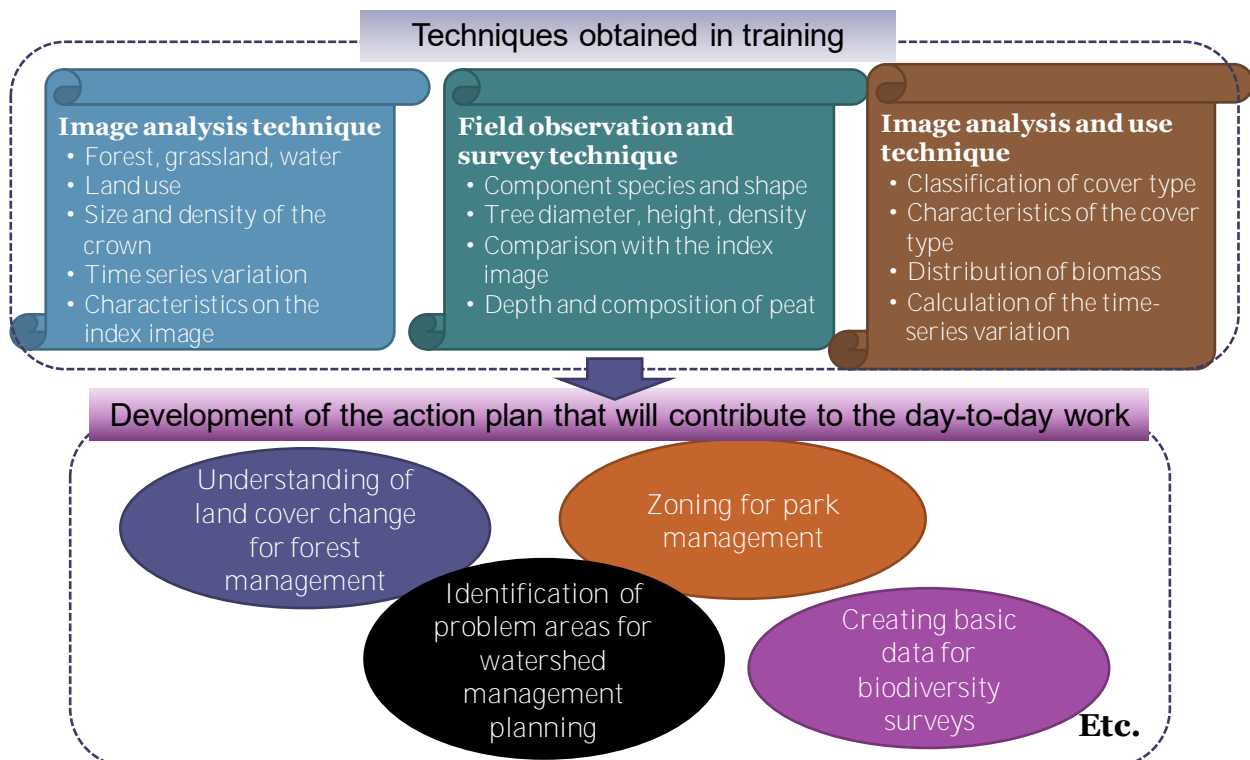 Techniques obtained in training
Image analysis technique
• Forest, grassland, water
• Land use
• Size and density of the
crown
• Time series variation
• Characteristics on the
index image
Field observation and
survey technique
• Component species and shape
• Tree diameter, height, density
• Comparison with the index
image
• Depth and composition of peat
Image analysis and use
technique
• Classification of cover type
• Characteristics of the cover
type
• Distribution of biomass
• Calculation of the time-
series variation
Development of the action plan that will contribute to the day-to-day work
Understanding of
land cover change
for forest
management
Zoning for park
management
Identification of
problem areas for
watershed
management
planning
Creating basic
data for
biodiversity
surveys
Etc.